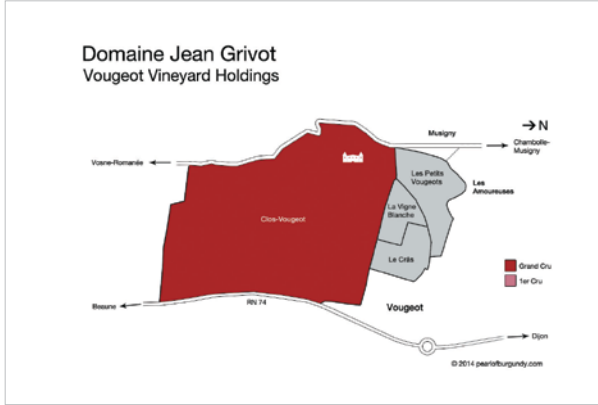 Domaine Jean Grivot
Vougeot Vineyard Holdings
N
Musigny
Chambolle-
Musigny
Vosne-Romanée
Les Petits
Vougeots
Les
Amoureuses
La Vigne
Blanche
Clos-Vougeot
Le Crâs
Grand Cru
1er Cru
Beaune
RN 74
Vougeot
Dijon
© 2014 pearlofburgundy.com